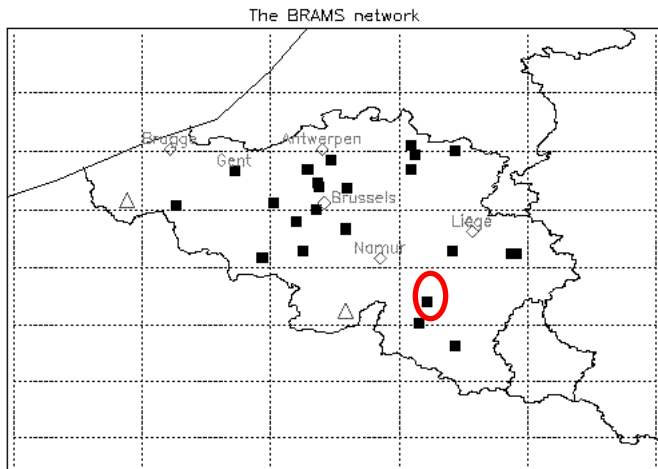 The BRAMS network
Brugge
Antwerpen
Gent
Brussels
Liège
Namur